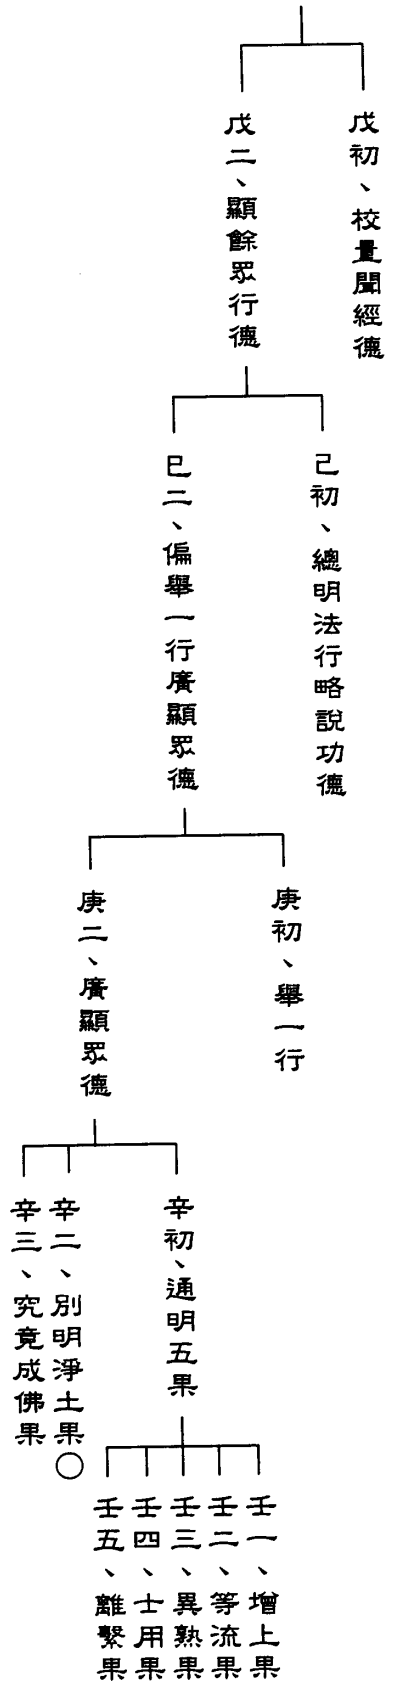 戊初、校量聞經德
戊二、顯餘眾行德
己初、總明法行略說功德
巳二、偏舉一行廣顯眾德
庚初、舉一行
庚二、廣顯眾德
辛初、通明五果
辛二、別明淨土果○
辛三、究竟成佛果
壬一、增上果
壬二、等流果
壬三、異熟果
壬四、士用果
壬五、離繫果